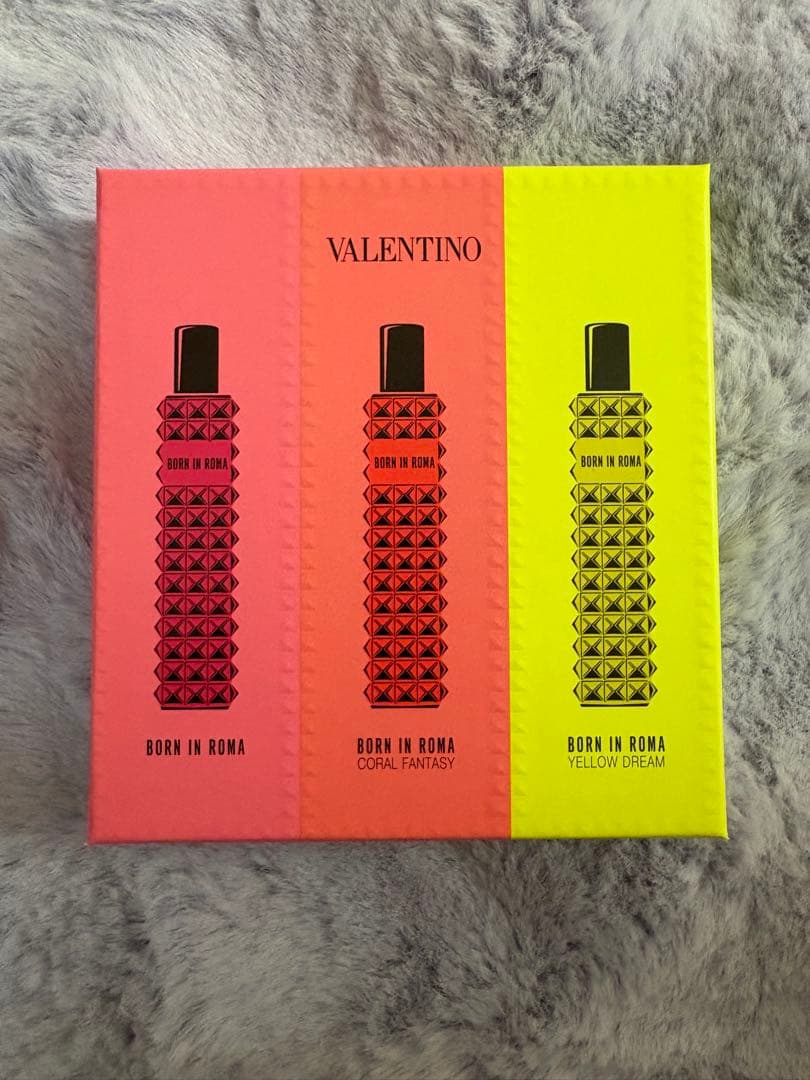 VALENTINO
BORN IN ROMA
BORN IN ROMA
BORN IN ROMA
BORN IN ROMA
BORN IN ROMA
CORAL FANTASY
BORN IN ROMA
YELLOW DREAM